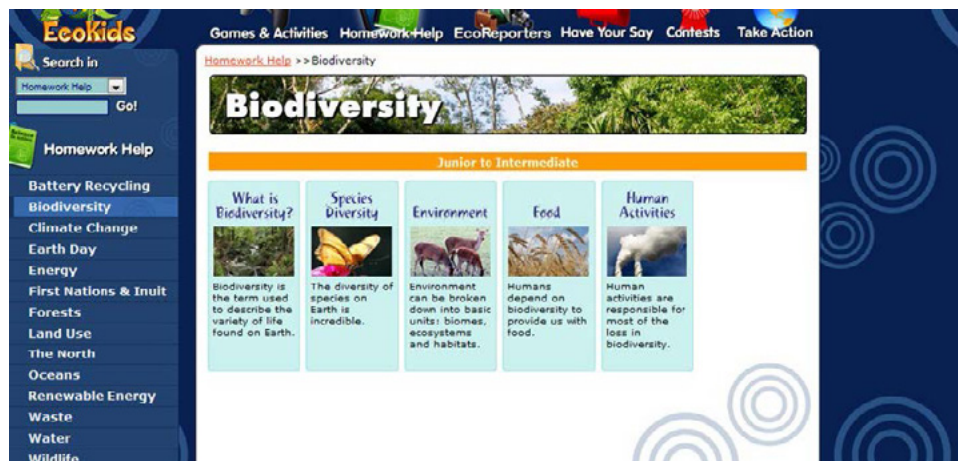 EcoKids
Games & Activities Homework Help EcoReporters Have Your Say Contests Take Action
Search in
Homework Help
Go!
Homework Help
Battery Recycling
Biodiversity
Climate Change
Earth Day
Energy
First Nations & Inuit
Forests
Land Use
The North
Oceans
Renewable Energy
Waste
Water
Wildlife
Homework Help >> Biodiversity
Biodiversity
Junior to Intermediate
What is
Biodiversity?
Biodiversity is
the term used
to describe the
variety of life
found on Earth.
Species
Diversity
The diversity of
species on
Earth is
incredible.
Environment
Environment
can be broken
down into basic
units: biomes,
ecosystems
and habitats.
Food
Humans
depend on
biodiversity to
provide us with
food.
Human
Activities
Human
activities are
responsible for
most of the
loss in
biodiversity.